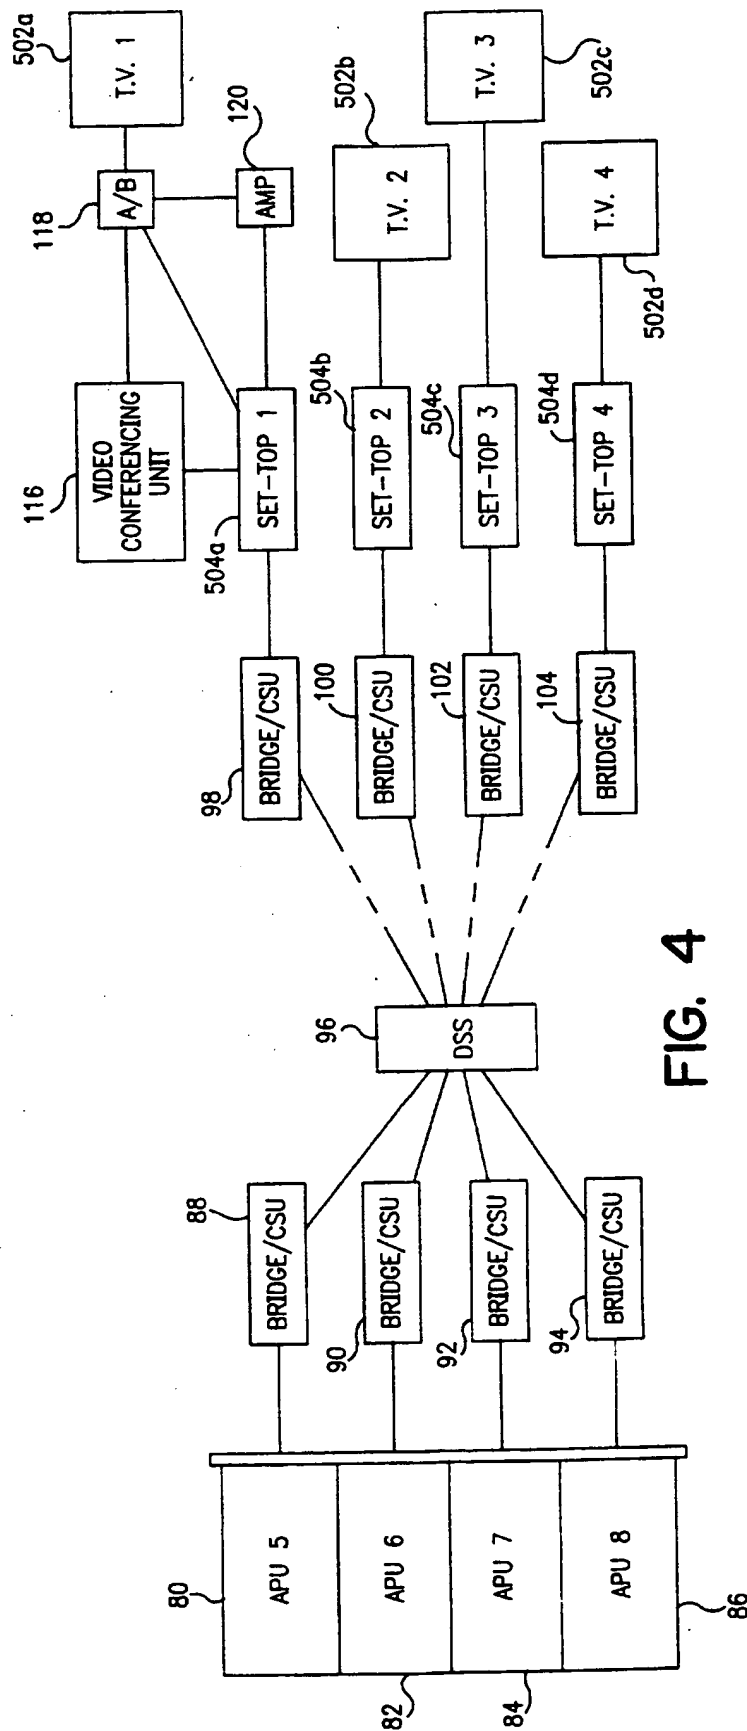 80
APU 5
APU 6
82
APU 7
84
APU 8
86
88
BRIDGE/CSU
90
BRIDGE/CSU
92
BRIDGE/CSU
94
BRIDGE/CSU
96
DSS
98
BRIDGE/CSU
100
BRIDGE/CSU
102
BRIDGE/CSU
104
BRIDGE/CSU
116
VIDEO
CONFERENCING
UNIT
504a
SET-TOP 1
504b
SET-TOP 2
504c
SET-TOP 3
504d
SET-TOP 4
118
A/B
120
AMP
502a
T.V. 1
502b
T.V. 2
T.V. 3
502c
T.V. 4
502d
FIG. 4